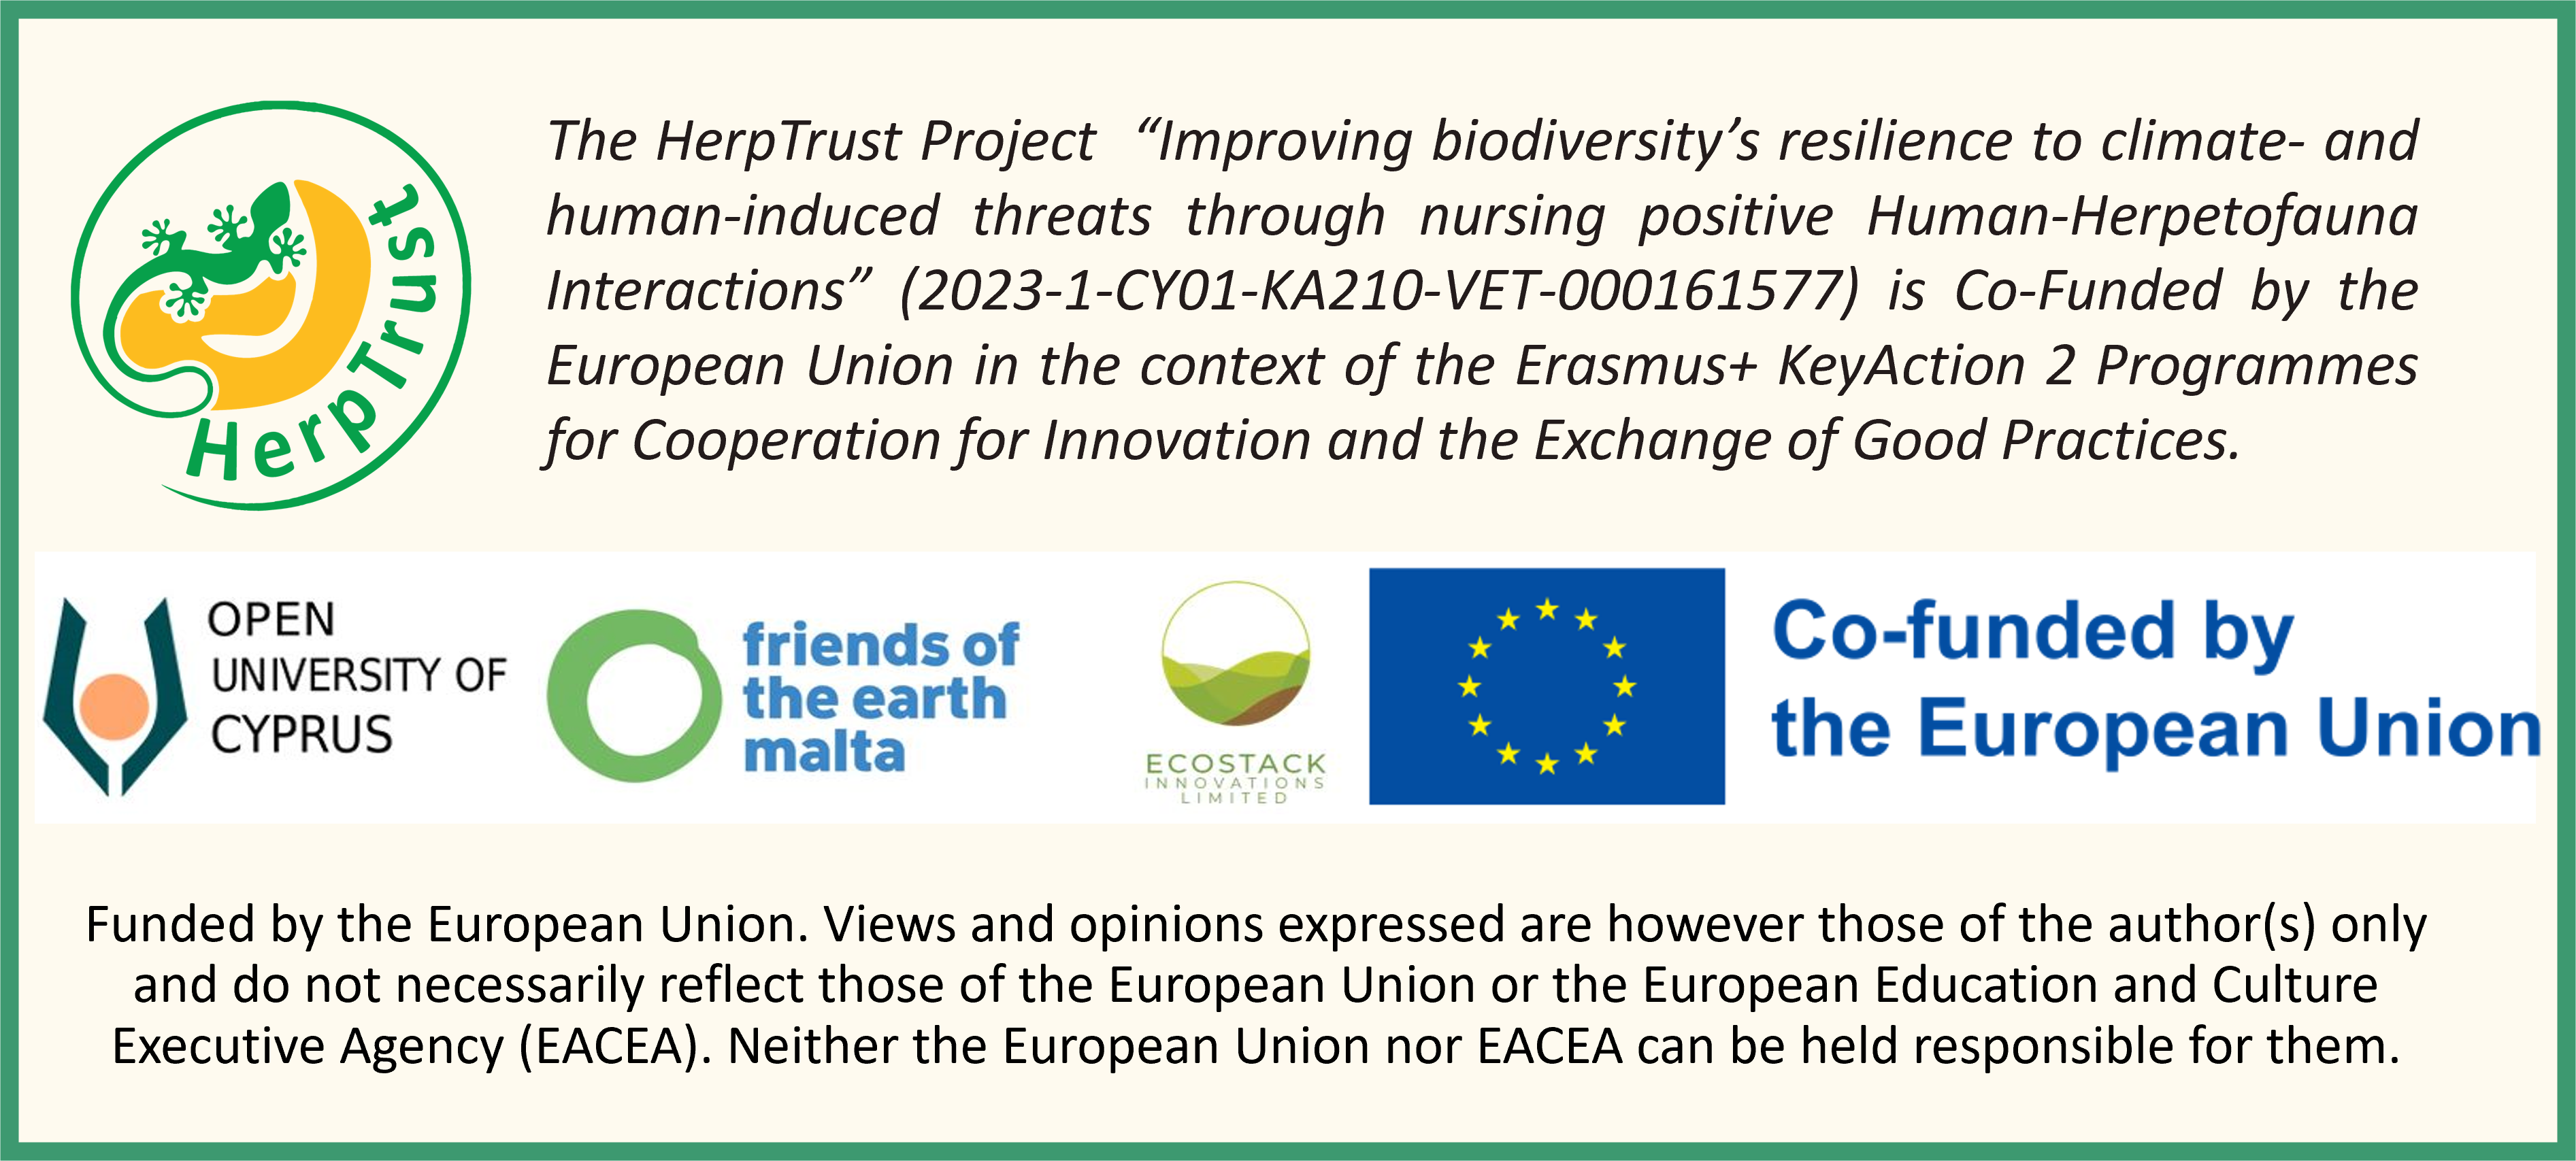 HerpTrust
The HerpTrust Project “Improving biodiversity’s resilience to climate- and
human-induced threats through nursing positive Human-Herpetofauna
Interactions” (2023-1-CY01-KA210-VET-000161577) is Co-Funded by the
European Union in the context of the Erasmus+ KeyAction 2 Programmes
for Cooperation for Innovation and the Exchange of Good Practices.
OPEN
UNIVERSITY OF
CYPRUS
friends of
the earth
malta
ECOSTACK
INNOVATIONS
LIMITED
Co-funded by
the European Union
Funded by the European Union. Views and opinions expressed are however those of the author(s) only
and do not necessarily reflect those of the European Union or the European Education and Culture
Executive Agency (EACEA). Neither the European Union nor EACEA can be held responsible for them.